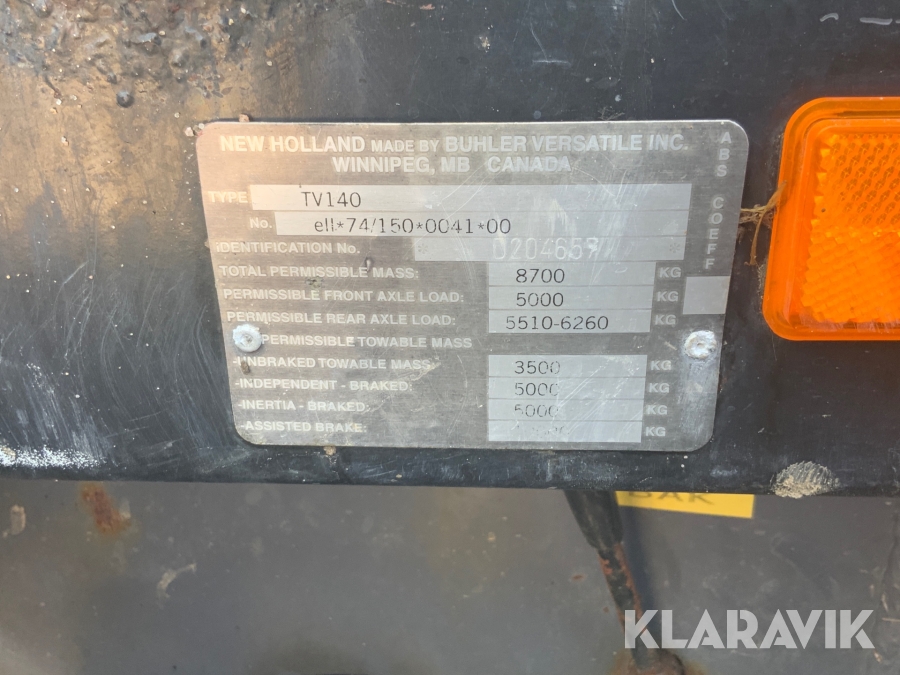 NEW HOLLAND MADE BY BUHLER VERSATILE INC.
WINNIPEG, MB CANADA
TYPE TV140
No. ell*74/150*0041*00
IDENTIFICATION No. D204659
TOTAL PERMISSIBLE MASS: 8700 KG
PERMISSIBLE FRONT AXLE LOAD: 5000 KG
PERMISSIBLE REAR AXLE LOAD: 5510-6260 KG
PERMISSIBLE TOWABLE MASS
-UNBRAKED TOWABLE MASS: 3500 KG
-INDEPENDENT - BRAKED: 5000 KG
-INERTIA - BRAKED: 5000 KG
-ASSISTED BRAKE: KG
ABS COEFF
KLARAVIK